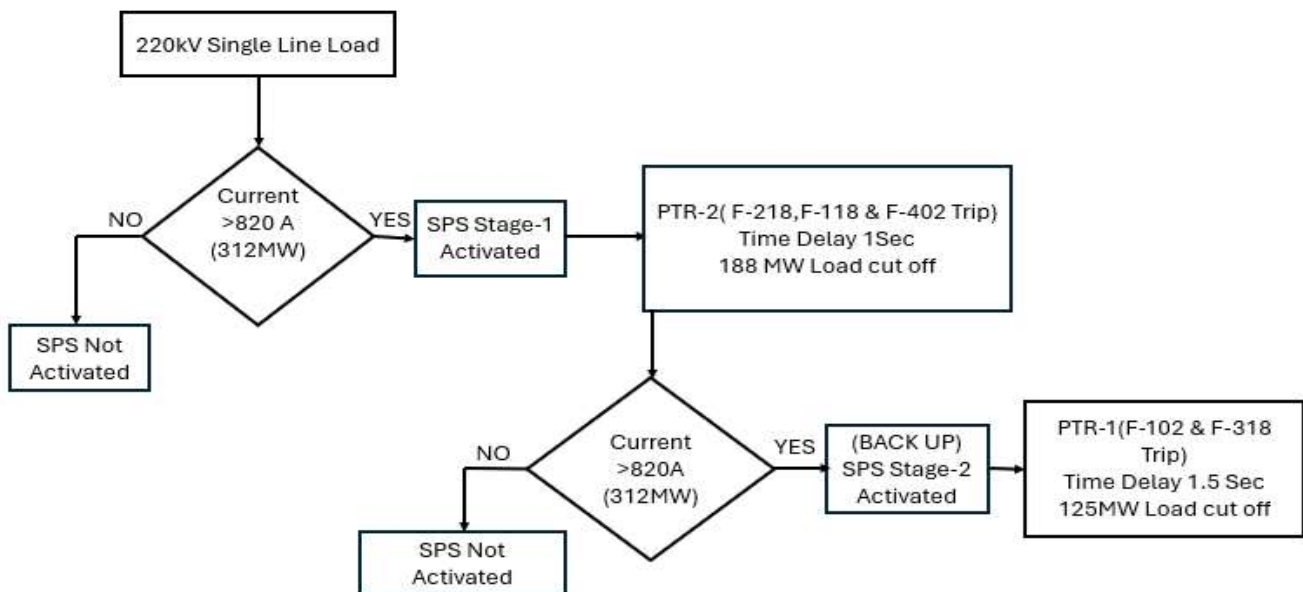 220kV Single Line Load
Current
>820 A
(312MW)
NO
YES
SPS Stage-1
Activated
PTR-2( F-218,F-118 & F-402 Trip)
Time Delay 1Sec
188 MW Load cut off
SPS Not
Activated
Current
>820A
(312MW)
NO
YES
(BACK UP)
SPS Stage-2
Activated
PTR-1(F-102 & F-318
Trip)
Time Delay 1.5 Sec
125MW Load cut off
SPS Not
Activated